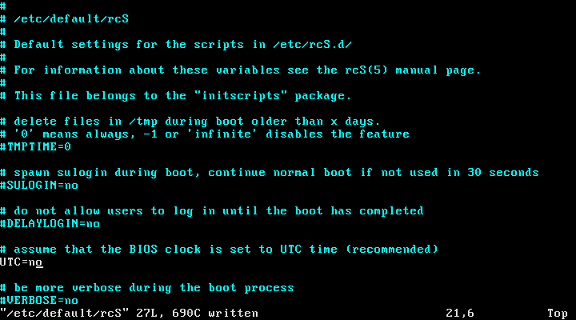 #
# /etc/default/rcS
#
# Default settings for the scripts in /etc/rcS.d/
#
# For information about these variables see the rcS(5) manual page.
#
# This file belongs to the "initscripts" package.

# delete files in /tmp during boot older than x days.
# '0' means always, -1 or 'infinite' disables the feature
#TMPTIME=0

# spawn sulogin during boot, continue normal boot if not used in 30 seconds
#SULOGIN=no

# do not allow users to log in until the boot has completed
#DELAYLOGIN=no

# assume that the BIOS clock is set to UTC time (recommended)
UTC=no

# be more verbose during the boot process
#VERBOSE=no
"/etc/default/rcS" 27L, 690C written 21,6 Top